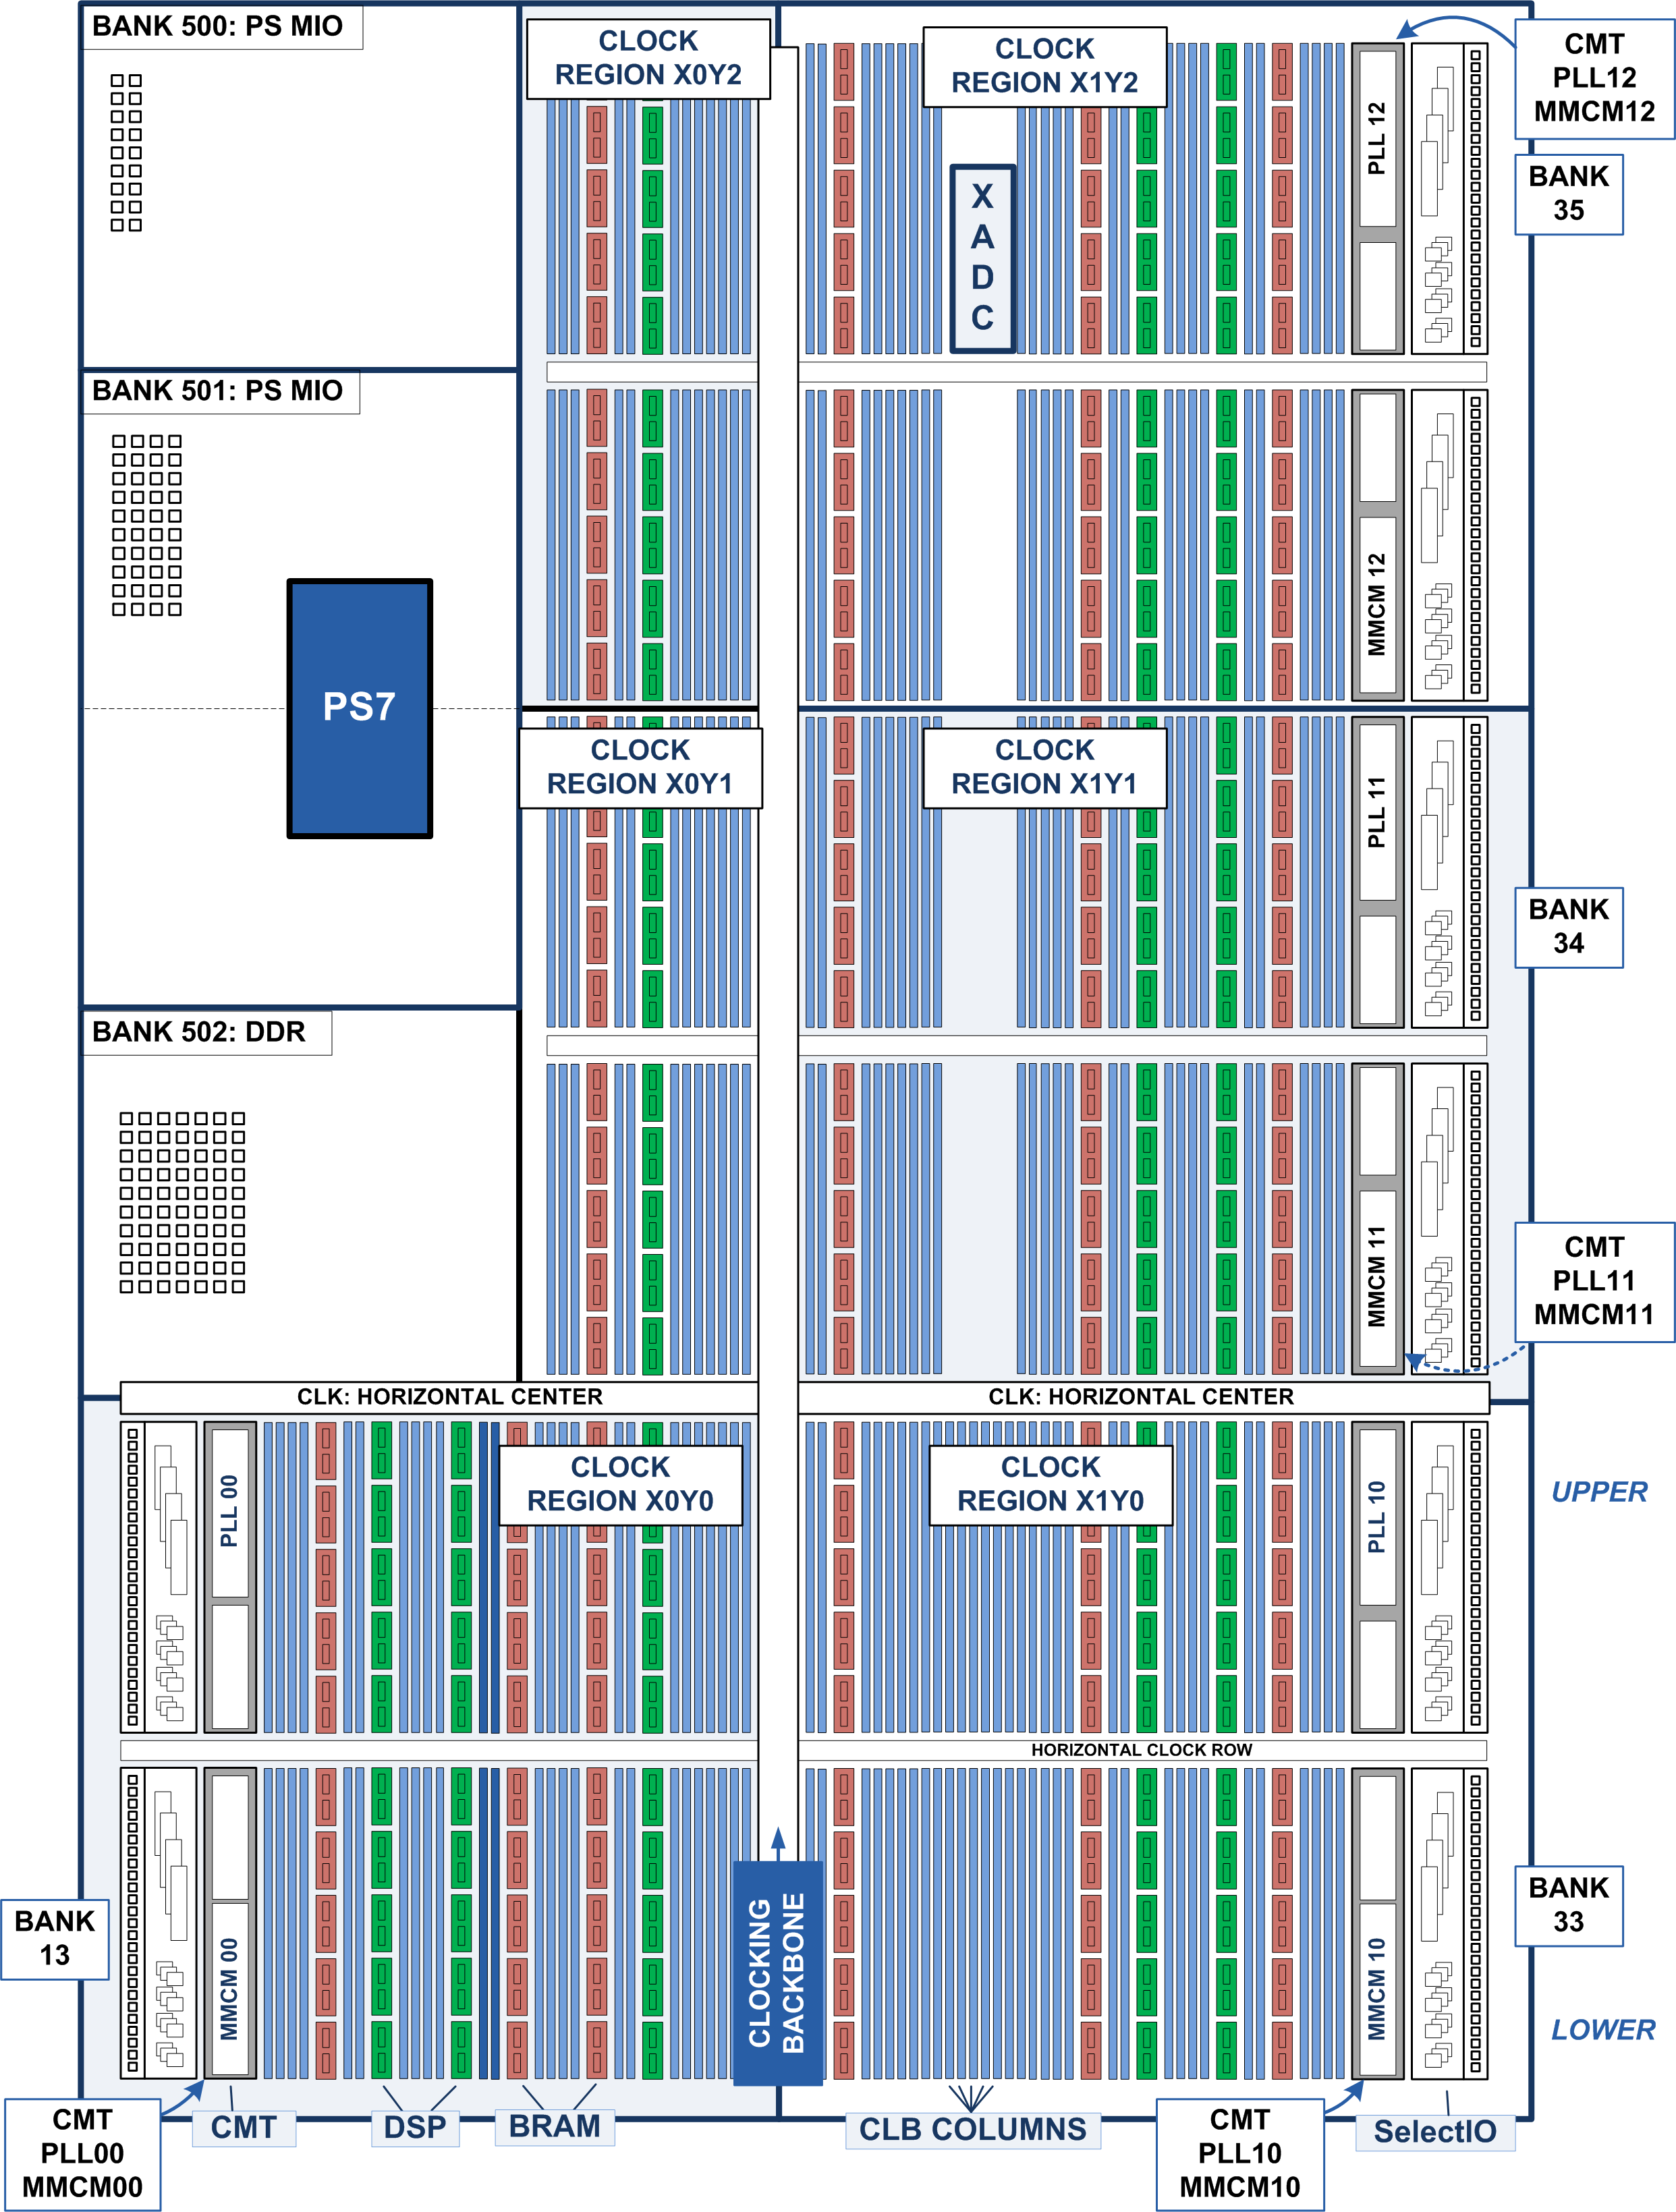 BANK 500: PS MIO
CLOCK
REGION X0Y2
CLOCK
REGION X1Y2
CMT
PLL12
MMCM12
PLL 12
BANK
35
X
A
D
C
BANK 501: PS MIO
MMCM 12
PS7
CLOCK
REGION X0Y1
CLOCK
REGION X1Y1
PLL 11
BANK
34
BANK 502: DDR
MMCM 11
CMT
PLL11
MMCM11
CLK: HORIZONTAL CENTER
CLK: HORIZONTAL CENTER
PLL 00
CLOCK
REGION X0Y0
CLOCK
REGION X1Y0
PLL 10
UPPER
HORIZONTAL CLOCK ROW
BANK
13
MMCM 00
CLOCKING
BACKBONE
MMCM 10
BANK
33
LOWER
CMT
PLL00
MMCM00
CMT
DSP
BRAM
CLB COLUMNS
CMT
PLL10
MMCM10
SelectIO